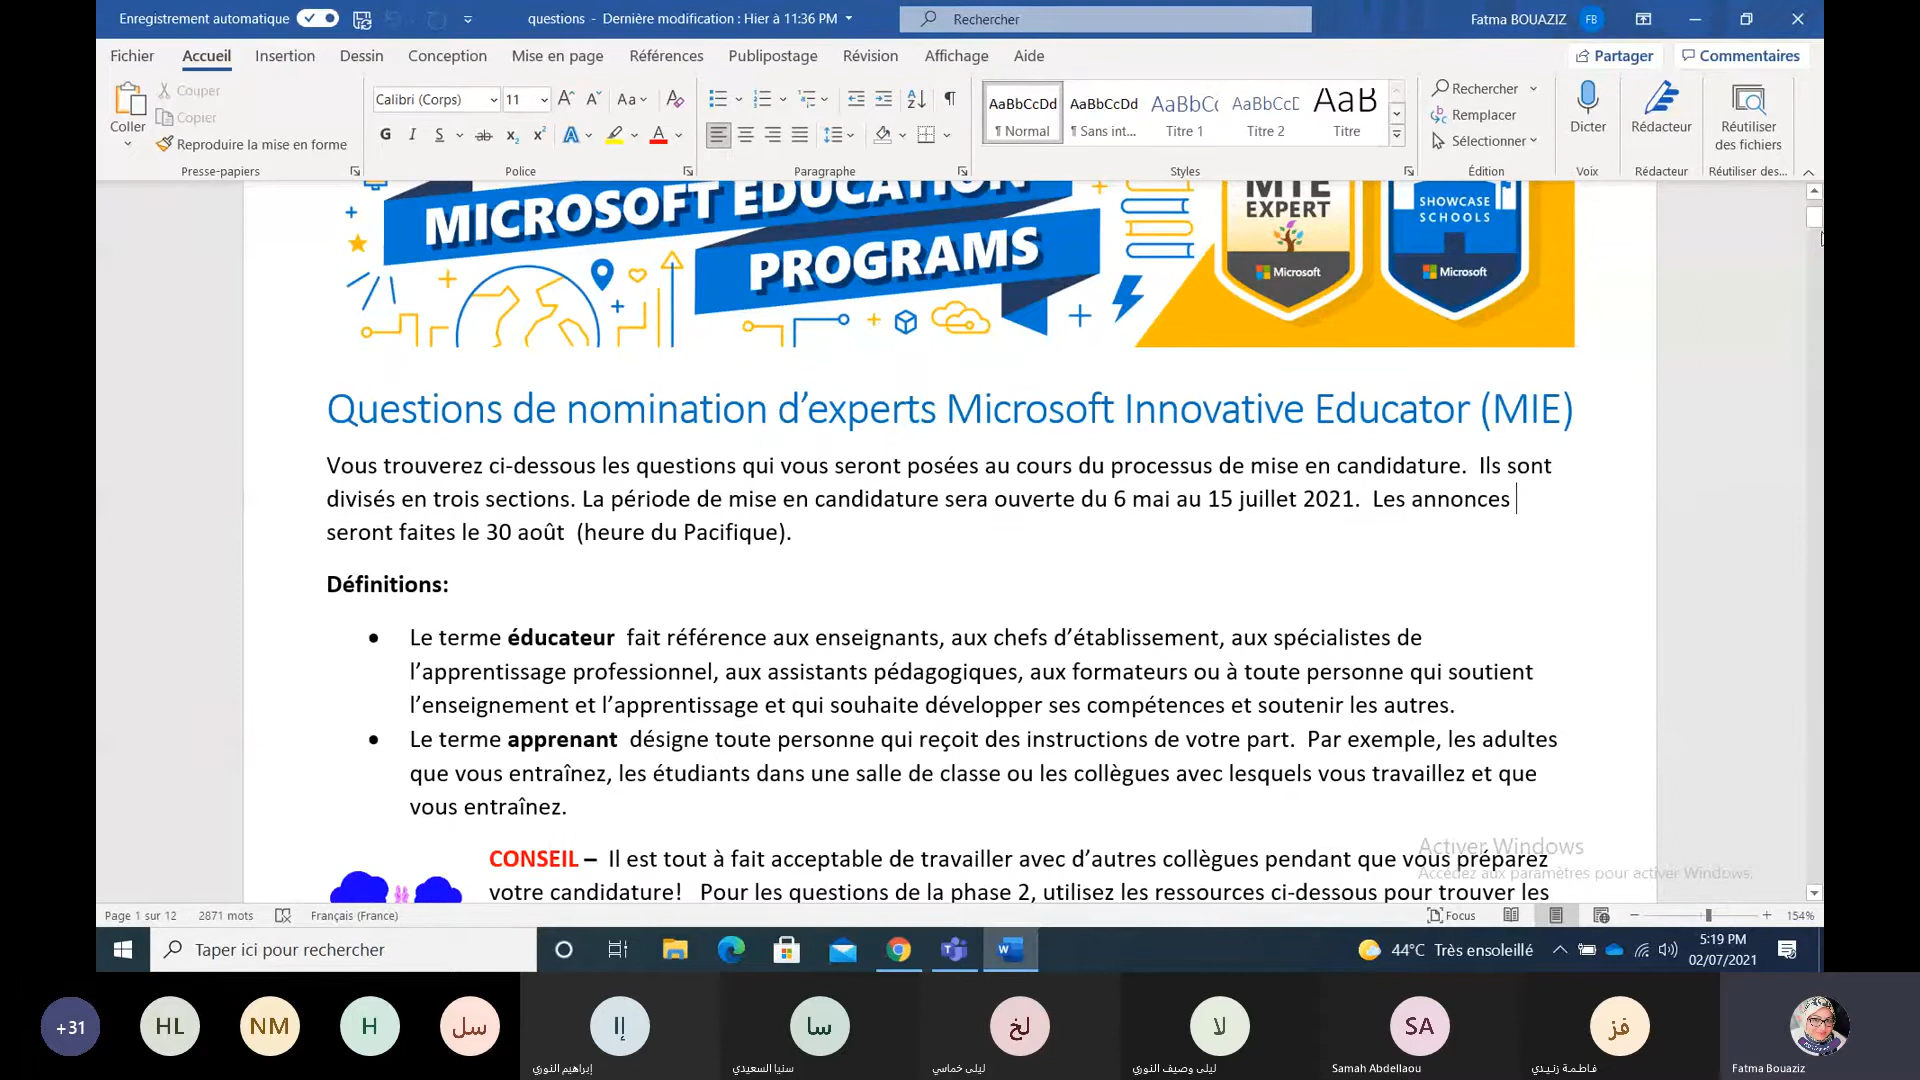 Enregistrement automatique
questions - Dernière modification : Hier à 11:36 PM
Rechercher
Fatma BOUAZIZ FB
Fichier Accueil Insertion Dessin Conception Mise en page Références Publipostage Révision Affichage Aide
Partager Commentaires
Coller
Couper
Copier
Reproduire la mise en forme
Presse-papiers
Calibri (Corps) 11
Police
Paragraphe
AaBbCcDd AaBbCcDd AaBbCc AaBbCcD AaB
¶ Normal ¶ Sans int... Titre 1 Titre 2 Titre
Styles
Rechercher
Remplacer
Sélectionner
Édition
Dicter
Voix
Rédacteur
Rédacteur
Réutiliser
des fichiers
Réutiliser des...
MICROSOFT EDUCATION
PROGRAMS
MIE
EXPERT
Microsoft
SHOWCASE
SCHOOLS
Microsoft
Questions de nomination d’experts Microsoft Innovative Educator (MIE)
Vous trouverez ci-dessous les questions qui vous seront posées au cours du processus de mise en candidature. Ils sont
divisés en trois sections. La période de mise en candidature sera ouverte du 6 mai au 15 juillet 2021. Les annonces
seront faites le 30 août (heure du Pacifique).
Définitions:
• Le terme éducateur fait référence aux enseignants, aux chefs d’établissement, aux spécialistes de
l’apprentissage professionnel, aux assistants pédagogiques, aux formateurs ou à toute personne qui soutient
l’enseignement et l’apprentissage et qui souhaite développer ses compétences et soutenir les autres.
• Le terme apprenant désigne toute personne qui reçoit des instructions de votre part. Par exemple, les adultes
que vous entraînez, les étudiants dans une salle de classe ou les collègues avec lesquels vous travaillez et que
vous entraînez.
CONSEIL – Il est tout à fait acceptable de travailler avec d’autres collègues pendant que vous préparez
votre candidature! Pour les questions de la phase 2, utilisez les ressources ci-dessous pour trouver les
Activer Windows
Accédez aux paramètres pour activer Windows.
Page 1 sur 12 2871 mots Français (France)
Focus 154%
Taper ici pour rechercher
44°C Très ensoleillé
5:19 PM
02/07/2021
+31 HL NM H سل إا سا لخ لا SA فز
إبراهيم النوري سنيا السعيدي ليلى خماسي ليلى وصيف النوري Samah Abdellaou فاطمة زنيدي Fatma Bouaziz